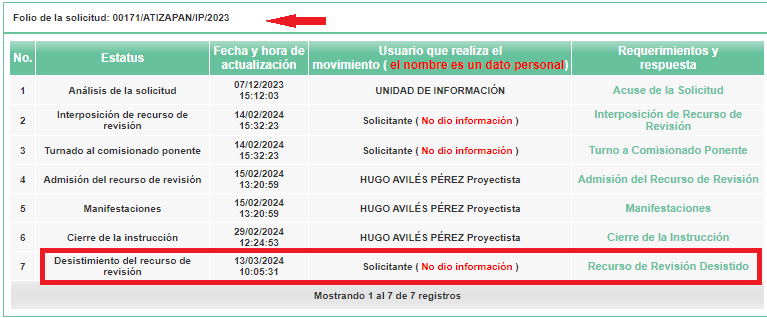 Folio de la solicitud: 00171/ATIZAPAN/IP/2023
No. Estatus Fecha y hora de actualización Usuario que realiza el movimiento ( el nombre es un dato personal) Requerimientos y respuesta
1 Análisis de la solicitud 07/12/2023 15:12:03 UNIDAD DE INFORMACIÓN Acuse de la Solicitud
2 Interposición de recurso de revisión 14/02/2024 15:32:23 Solicitante ( No dio información ) Interposición de Recurso de Revisión
3 Turnado al comisionado ponente 14/02/2024 15:32:23 Solicitante ( No dio información ) Turno a Comisionado Ponente
4 Admisión del recurso de revisión 15/02/2024 13:20:59 HUGO AVILÉS PÉREZ Proyectista Admisión del Recurso de Revisión
5 Manifestaciones 15/02/2024 13:20:59 HUGO AVILÉS PÉREZ Proyectista Manifestaciones
6 Cierre de la instrucción 29/02/2024 12:24:53 HUGO AVILÉS PÉREZ Proyectista Cierre de la Instrucción
7 Desistimiento del recurso de revisión 13/03/2024 10:05:31 Solicitante ( No dio información ) Recurso de Revisión Desistido
Mostrando 1 al 7 de 7 registros